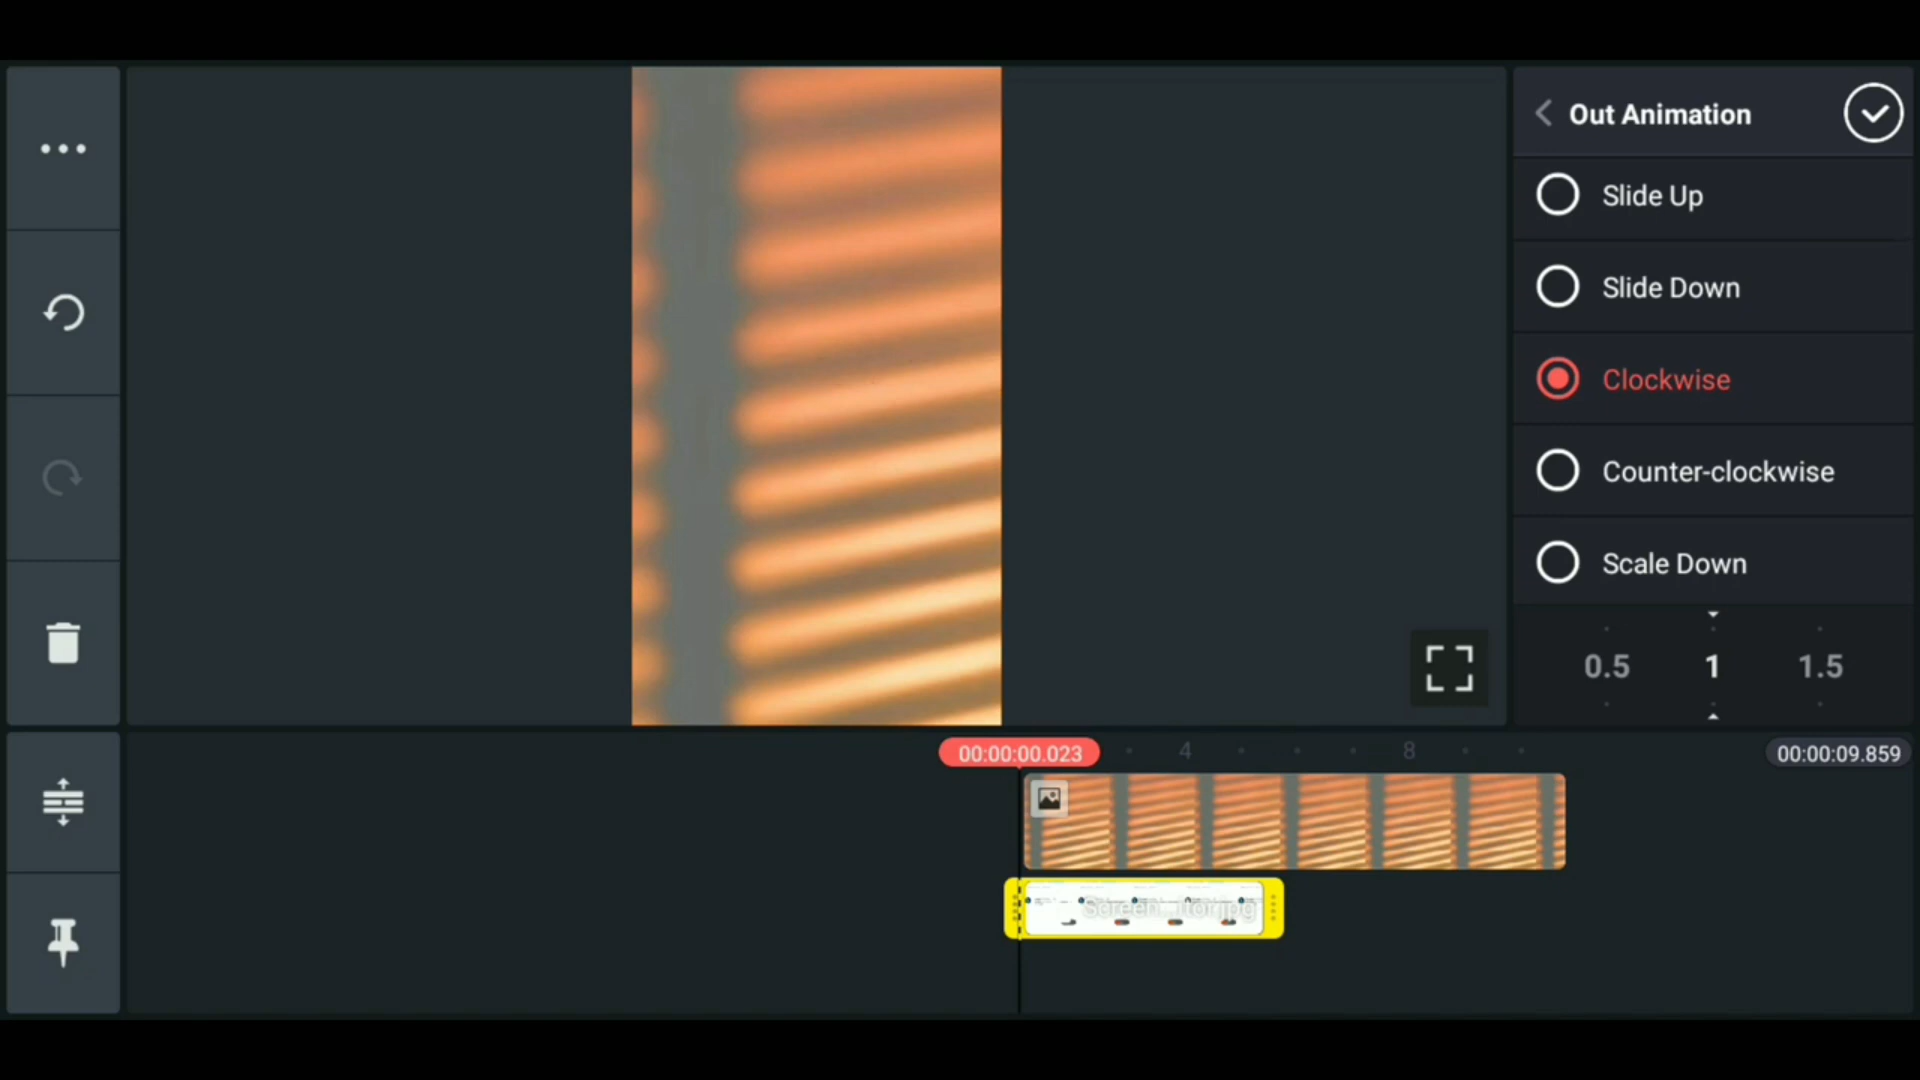 Out Animation
Slide Up
Slide Down
Clockwise
Counter-clockwise
Scale Down
0.5 1 1.5
00:00:00.023 4 8 00:00:09.859